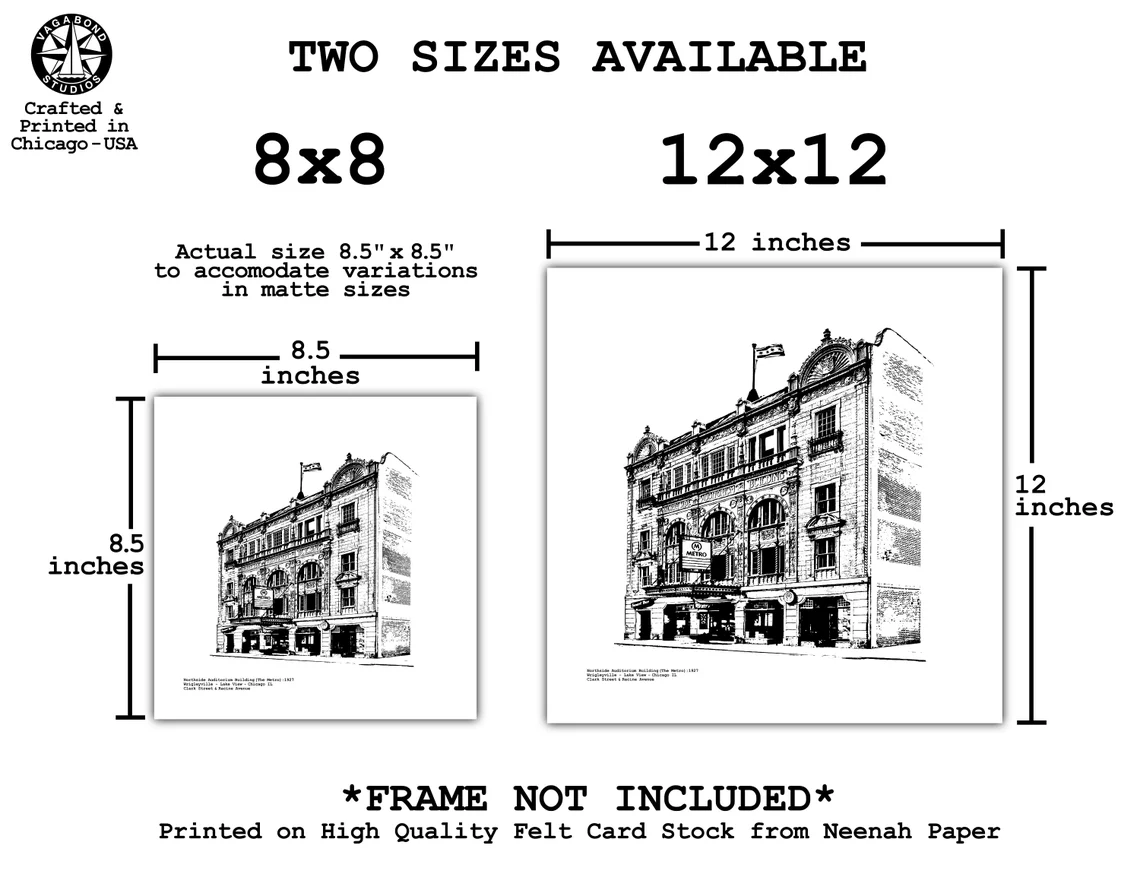 VAGABOND
STUDIOS
Crafted &
Printed in
Chicago-USA
TWO SIZES AVAILABLE
8x8
12x12
Actual size 8.5" x 8.5"
to accomodate variations
in matte sizes
8.5
inches
8.5
inches
12 inches
12
inches
METRO
Northside Auditorium Building(The Metro):1927
Wrigleyville - Lake View - Chicago IL
Clark Street & Racine Avenue
M
METRO
Northside Auditorium Building(The Metro):1927
Wrigleyville - Lake View - Chicago IL
Clark Street & Racine Avenue
*FRAME NOT INCLUDED*
Printed on High Quality Felt Card Stock from Neenah Paper